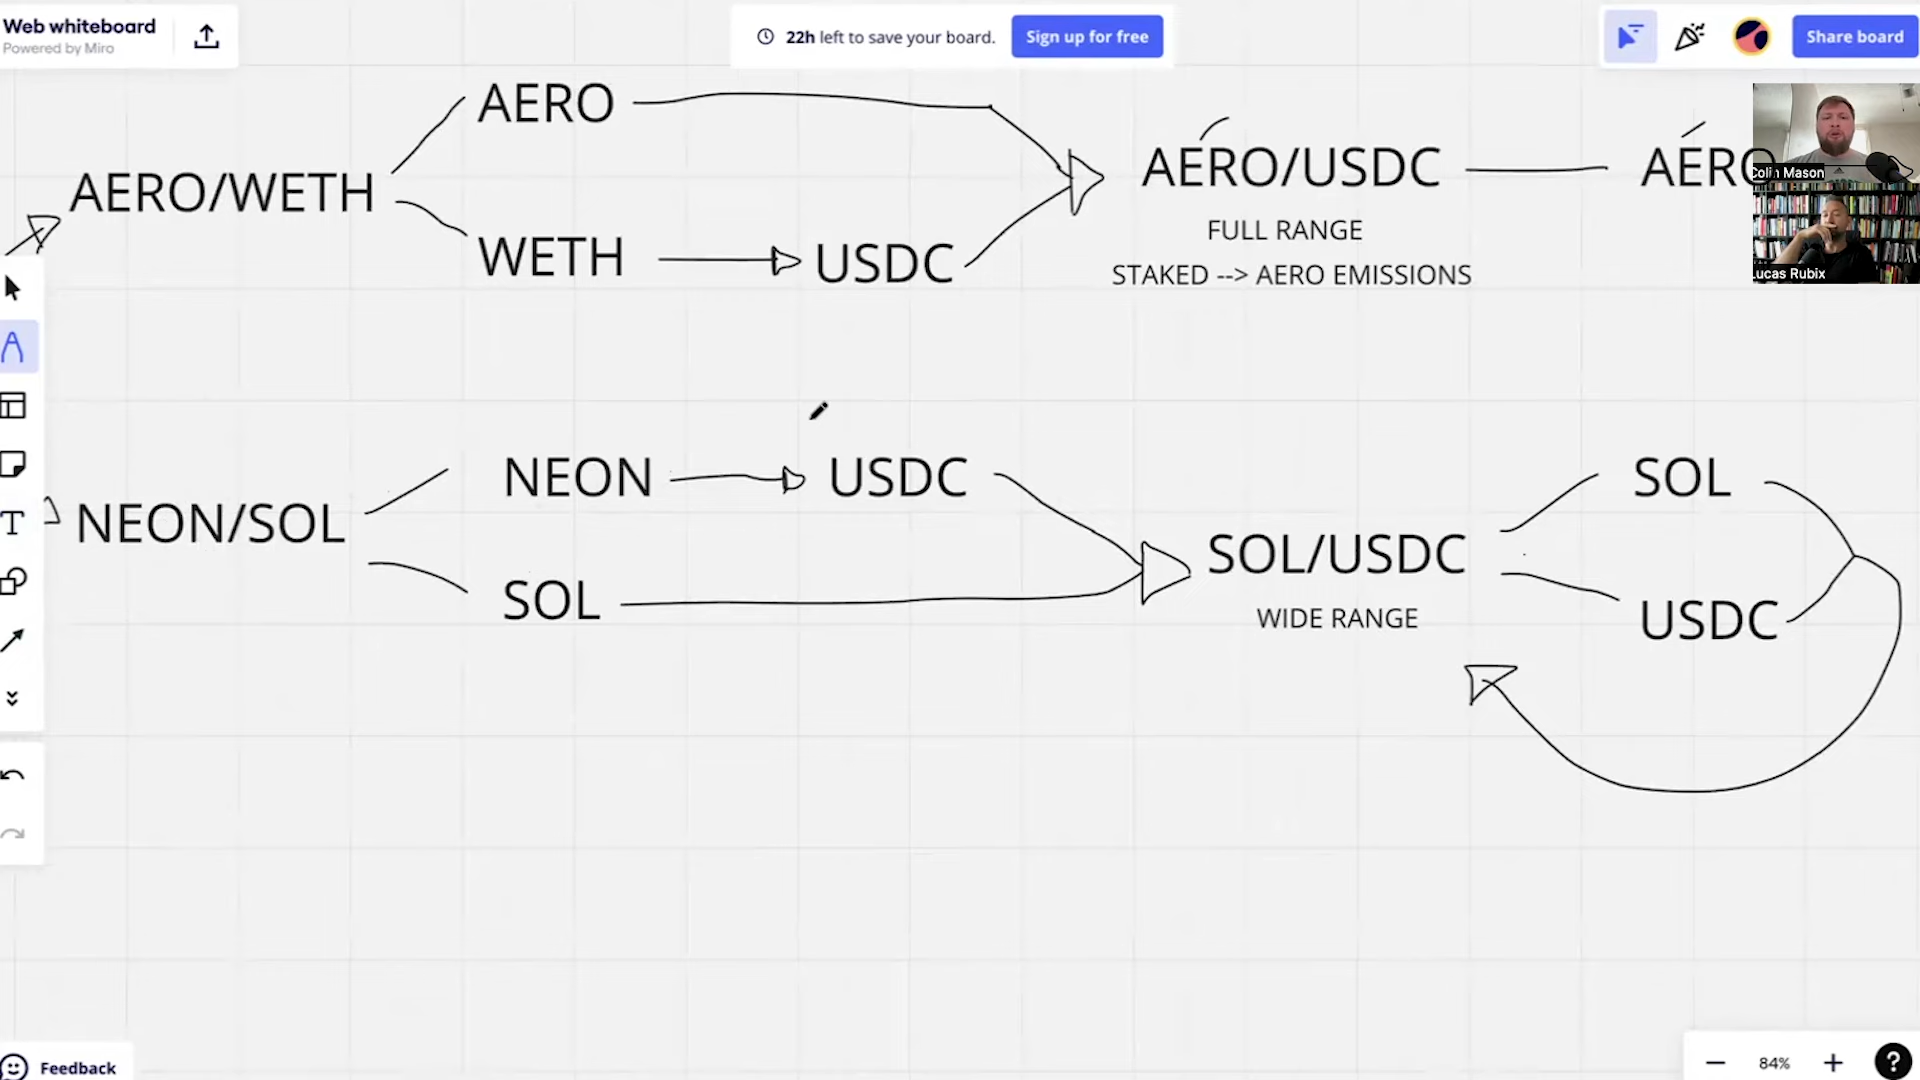 Web whiteboard
Powered by Miro
22h left to save your board.
Sign up for free
Share board
AERO
AERO/WETH
WETH
USDC
AERO/USDC
FULL RANGE
STAKED --> AERO EMISSIONS
AERO
Colin Mason
Lucas Rubix
NEON
USDC
NEON/SOL
SOL
SOL/USDC
WIDE RANGE
SOL
USDC
T
Feedback
84%
?